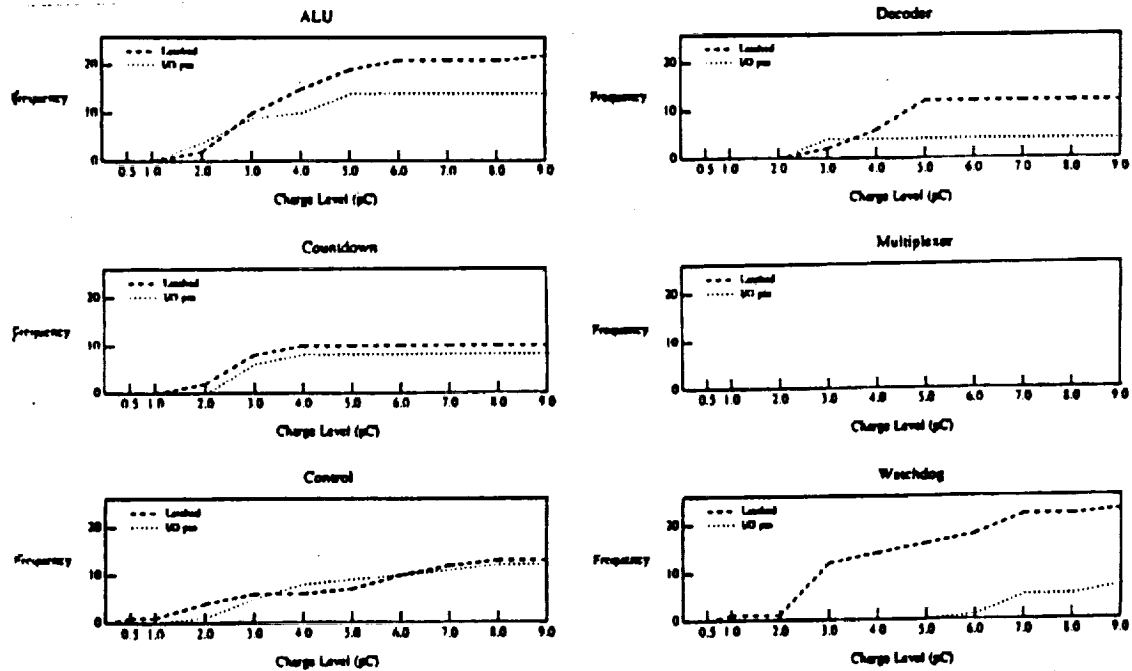 ALU
Latched
I/O pin
20
10
0
Frequency
0.5 1.0 2.0 3.0 4.0 5.0 6.0 7.0 8.0 9.0
Charge Level (pC)
Decoder
Latched
I/O pin
20
10
0
Frequency
0.5 1.0 2.0 3.0 4.0 5.0 6.0 7.0 8.0 9.0
Charge Level (pC)
Countdown
Latched
I/O pin
20
10
0
Frequency
0.5 1.0 2.0 3.0 4.0 5.0 6.0 7.0 8.0 9.0
Charge Level (pC)
Multiplexer
Latched
I/O pin
20
10
0
Frequency
0.5 1.0 2.0 3.0 4.0 5.0 6.0 7.0 8.0 9.0
Charge Level (pC)
Control
Latched
I/O pin
20
10
0
Frequency
0.5 1.0 2.0 3.0 4.0 5.0 6.0 7.0 8.0 9.0
Charge Level (pC)
Watchdog
Latched
I/O pin
20
10
0
Frequency
0.5 1.0 2.0 3.0 4.0 5.0 6.0 7.0 8.0 9.0
Charge Level (pC)